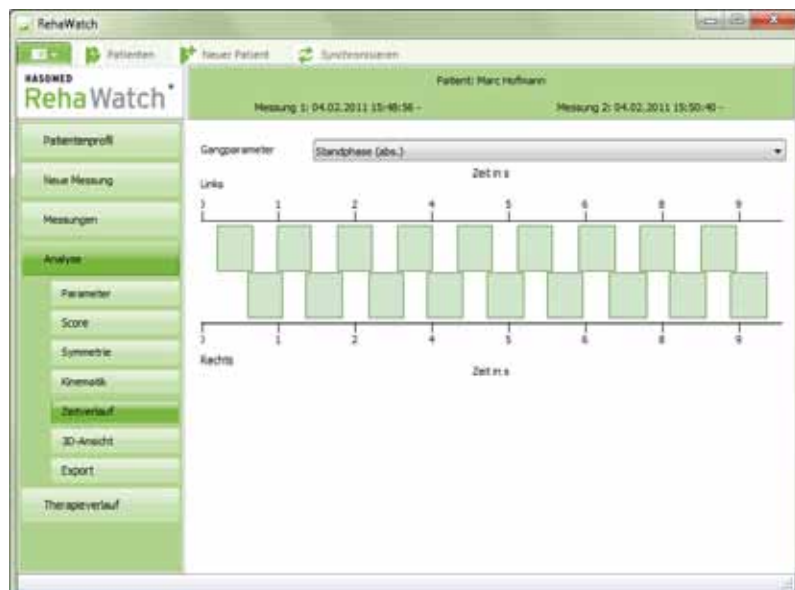 RehaWatch
Patienten Neuer Patient Synchronisieren
HASOMED
RehaWatch
Patient: Marc Hofmann
Messung 1: 04.02.2011 15:48:56 - Messung 2: 04.02.2011 15:50:40 -
Patientenprofil
Neue Messung
Messungen
Analyse
Parameter
Score
Symmetrie
Kinematik
Zeitverlauf
3D-Ansicht
Export
Therapieverlauf
Gangparameter Standphase (abs.)
Zeit in s
Links
0 1 2 4 5 6 8 9
0 1 2 4 5 6 8 9
Rechts
Zeit in s